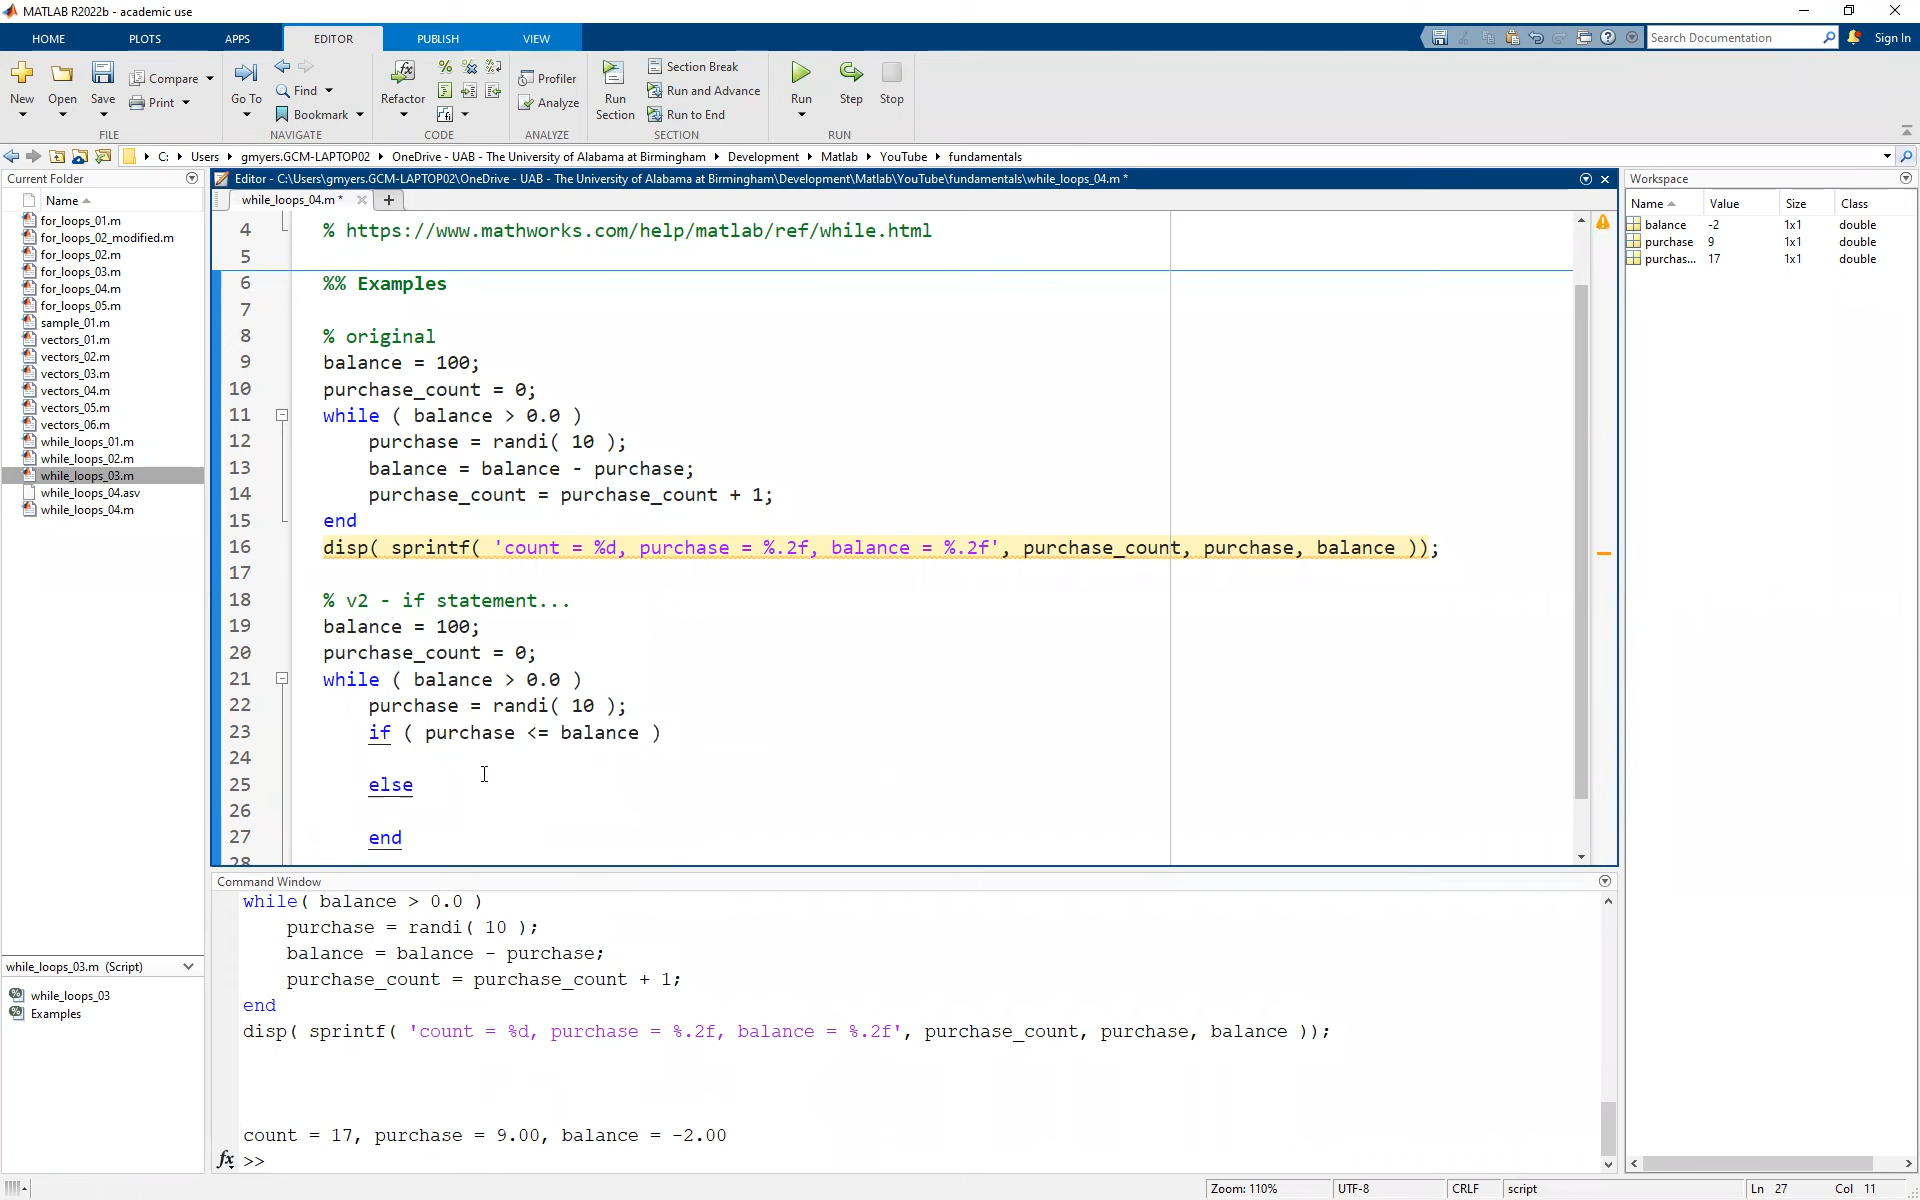 MATLAB R2022b - academic use
HOME PLOTS APPS EDITOR PUBLISH VIEW
Search Documentation
Sign In
New
Open
Save
Compare
Print
FILE
Go To
Find
Bookmark
NAVIGATE
Refactor
CODE
Profiler
Analyze
ANALYZE
Run Section
Section Break
Run and Advance
Run to End
SECTION
Run
Step
Stop
RUN
C: Users gmyers.GCM-LAPTOP02 OneDrive - UAB - The University of Alabama at Birmingham Development Matlab YouTube fundamentals
Current Folder
Name
for_loops_01.m
for_loops_02_modified.m
for_loops_02.m
for_loops_03.m
for_loops_04.m
for_loops_05.m
sample_01.m
vectors_01.m
vectors_02.m
vectors_03.m
vectors_04.m
vectors_05.m
vectors_06.m
while_loops_01.m
while_loops_02.m
while_loops_03.m
while_loops_04.asv
while_loops_04.m
while_loops_03.m (Script)
while_loops_03
Examples
Editor - C:\Users\gmyers.GCM-LAPTOP02\OneDrive - UAB - The University of Alabama at Birmingham\Development\Matlab\YouTube\fundamentals\while_loops_04.m *
while_loops_04.m *
4 % https://www.mathworks.com/help/matlab/ref/while.html
5
6 %% Examples
7
8 % original
9 balance = 100;
10 purchase_count = 0;
11 while ( balance > 0.0 )
12 purchase = randi( 10 );
13 balance = balance - purchase;
14 purchase_count = purchase_count + 1;
15 end
16 disp( sprintf( 'count = %d, purchase = %.2f, balance = %.2f', purchase_count, purchase, balance ));
17
18 % v2 - if statement...
19 balance = 100;
20 purchase_count = 0;
21 while ( balance > 0.0 )
22 purchase = randi( 10 );
23 if ( purchase <= balance )
24
25 else
26
27 end
28
Command Window
while( balance > 0.0 )
purchase = randi( 10 );
balance = balance - purchase;
purchase_count = purchase_count + 1;
end
disp( sprintf( 'count = %d, purchase = %.2f, balance = %.2f', purchase_count, purchase, balance ));
count = 17, purchase = 9.00, balance = -2.00
fx >>
Workspace
Name Value Size Class
balance -2 1x1 double
purchase 9 1x1 double
purchas... 17 1x1 double
Zoom: 110% UTF-8 CRLF script Ln 27 Col 11